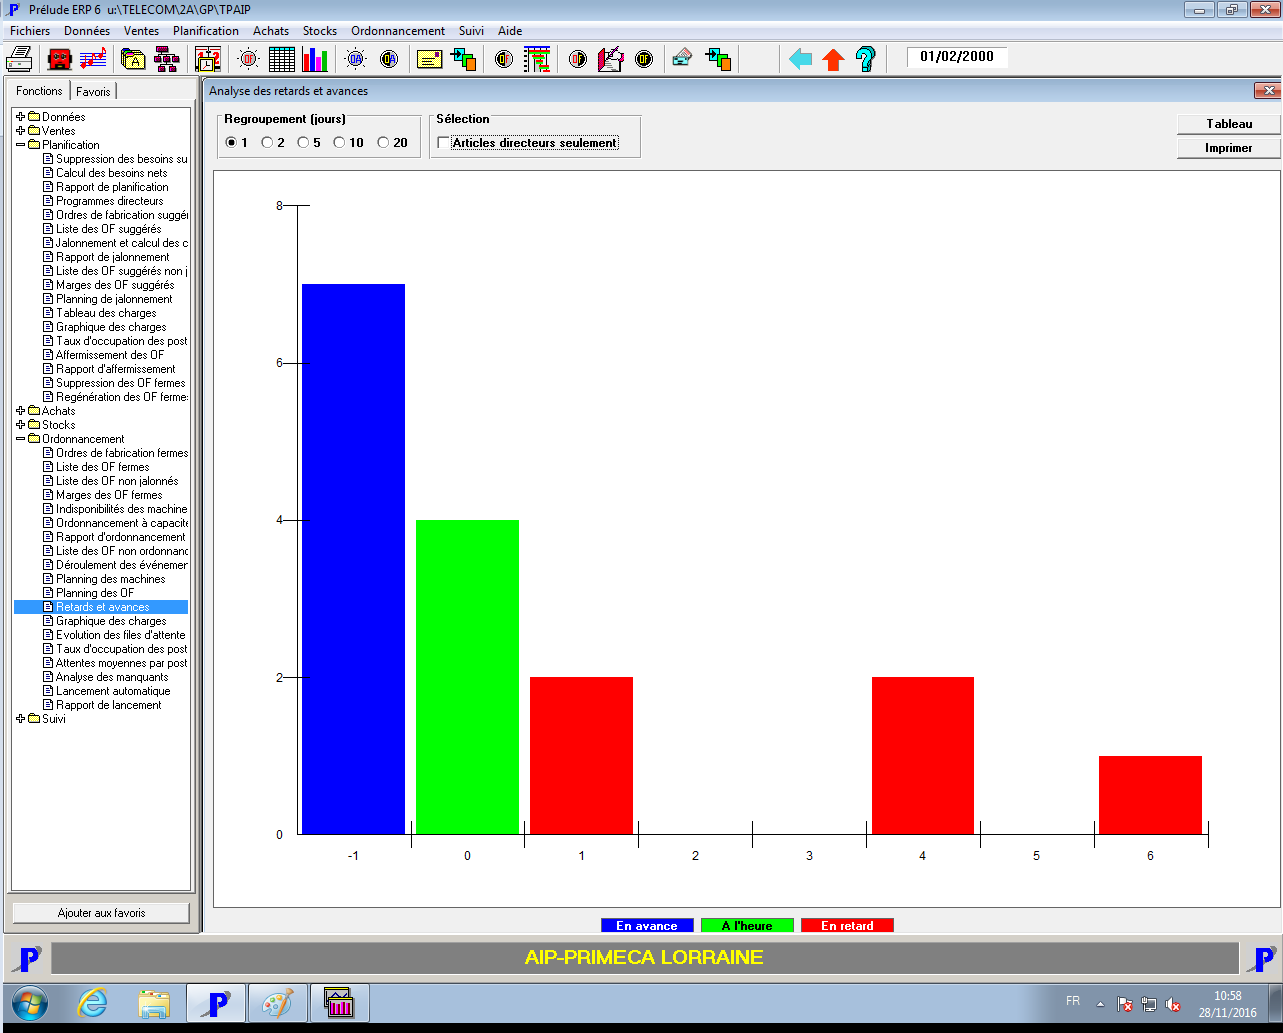 Prélude ERP 6 u:\TELECOM\2A\GP\TPAIP
Fichiers Données Ventes Planification Achats Stocks Ordonnancement Suivi Aide
01/02/2000
Fonctions Favoris
Données
Ventes
Planification
Suppression des besoins su
Calcul des besoins nets
Rapport de planification
Programmes directeurs
Ordres de fabrication suggér
Liste des OF suggérés
Jalonnement et calcul des c
Rapport de jalonnement
Liste des OF suggérés non j
Marges des OF suggérés
Planning de jalonnement
Tableau des charges
Graphique des charges
Taux d'occupation des post
Affermissement des OF
Rapport d'affermissement
Suppression des OF fermes
Regénération des OF fermes
Achats
Stocks
Ordonnancement
Ordres de fabrication fermes
Liste des OF fermes
Liste des OF non jalonnés
Marges des OF fermes
Indisponibilités des machine
Ordonnancement à capacité
Rapport d'ordonnancement
Liste des OF non ordonnanc
Déroulement des événemen
Planning des machines
Planning des OF
Retards et avances
Graphique des charges
Evolution des files d'attente
Taux d'occupation des post
Attentes moyennes par post
Analyse des manquants
Lancement automatique
Rapport de lancement
Suivi
Ajouter aux favoris
Analyse des retards et avances
Regroupement (jours)
1 2 5 10 20
Sélection
Articles directeurs seulement
Tableau
Imprimer
8
6
4
2
0
-1 0 1 2 3 4 5 6
En avance A l'heure En retard
AIP-PRIMECA LORRAINE
FR
10:58
28/11/2016